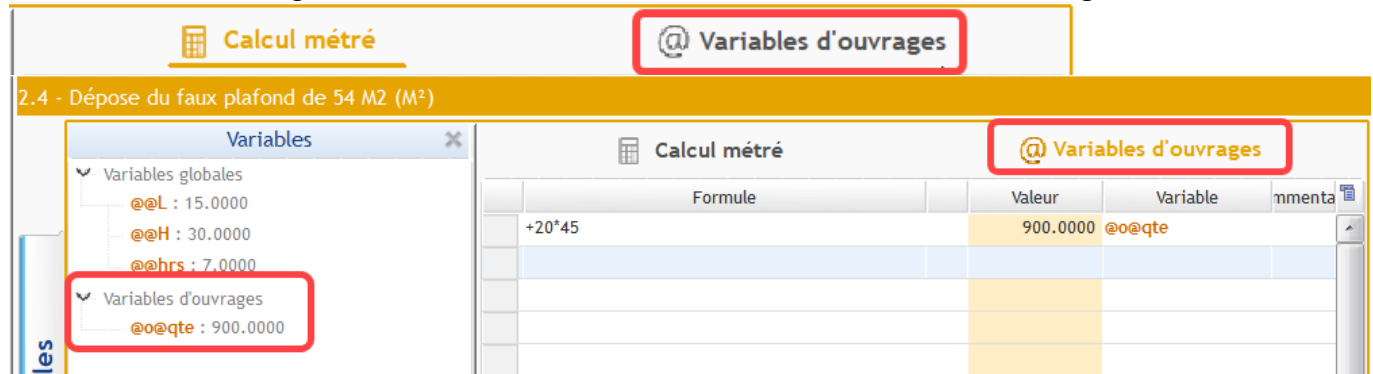 Calcul métré @ Variables d'ouvrages
2.4 - Dépose du faux plafond de 54 M2 (M²)
Variables
Calcul métré @ Variables d'ouvrages
Variables globales
Formule Valeur Variable mmenta
@@L : 15.0000
+20*45 900.0000 @o@qte
@@H : 30.0000
@@hrs : 7.0000
Variables d'ouvrages
@o@qte : 900.0000
les